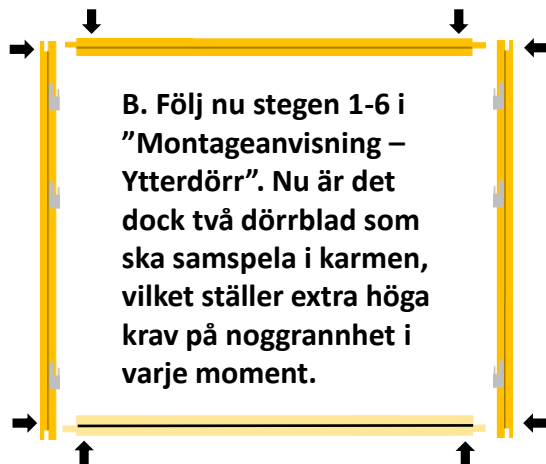 B. Följ nu stegen 1-6 i
”Montageanvisning –
Ytterdörr”. Nu är det
dock två dörrblad som
ska samspela i karmen,
vilket ställer extra höga
krav på noggrannhet i
varje moment.